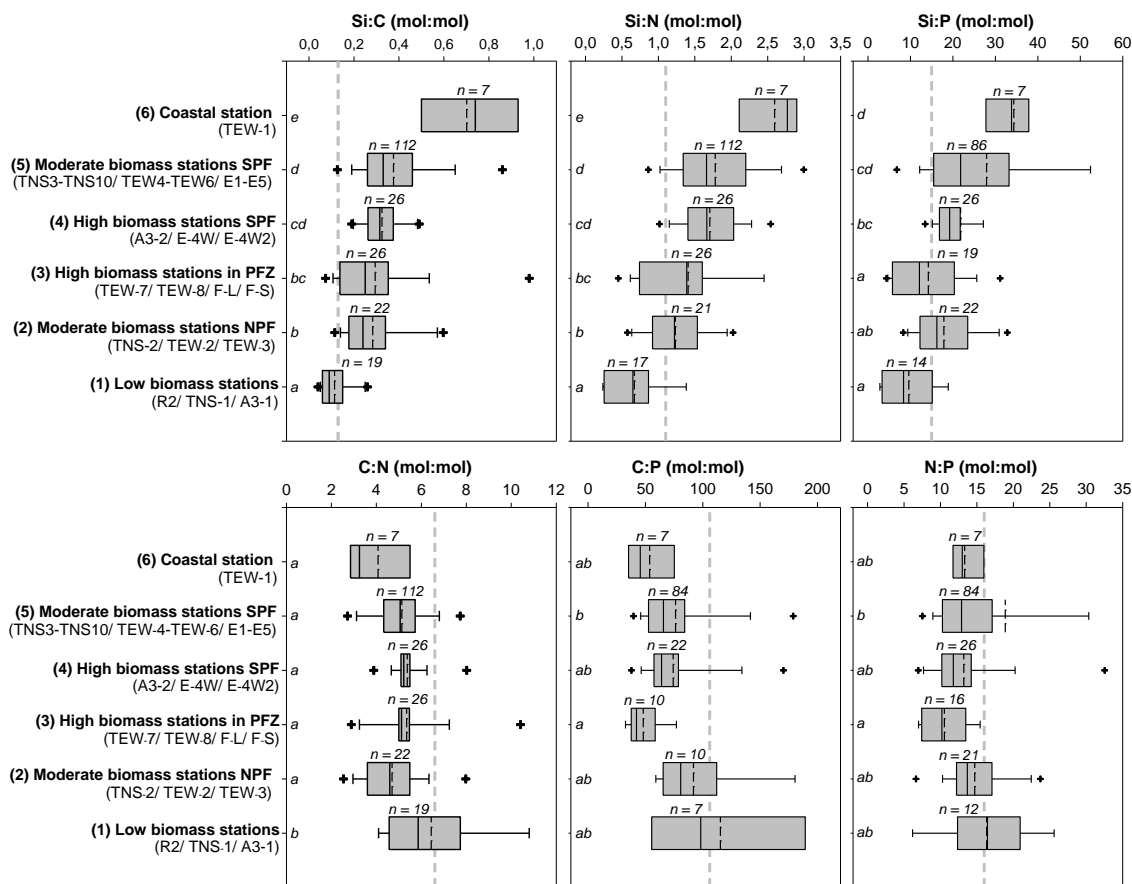 Si:C (mol:mol)
Si:N (mol:mol)
Si:P (mol:mol)
0,0 0,2 0,4 0,6 0,8 1,0
0,0 0,5 1,0 1,5 2,0 2,5 3,0 3,5
0 10 20 30 40 50 60
(6) Coastal station
(TEW-1)
e
n = 7
e
n = 7
d
n = 7
(5) Moderate biomass stations SPF
(TNS3-TNS10/ TEW4-TEW6/ E1-E5)
d
n = 112
d
n = 112
cd
n = 86
(4) High biomass stations SPF
(A3-2/ E-4W/ E-4W2)
cd
n = 26
cd
n = 26
bc
n = 26
(3) High biomass stations in PFZ
(TEW-7/ TEW-8/ F-L/ F-S)
bc
n = 26
bc
n = 26
a
n = 19
(2) Moderate biomass stations NPF
(TNS-2/ TEW-2/ TEW-3)
b
n = 22
b
n = 21
ab
n = 22
(1) Low biomass stations
(R2/ TNS-1/ A3-1)
a
n = 19
a
n = 17
a
n = 14
C:N (mol:mol)
C:P (mol:mol)
N:P (mol:mol)
0 2 4 6 8 10 12
0 50 100 150 200
0 5 10 15 20 25 30 35
(6) Coastal station
(TEW-1)
a
n = 7
ab
n = 7
ab
n = 7
(5) Moderate biomass stations SPF
(TNS3-TNS10/ TEW-4-TEW-6/ E1-E5)
a
n = 112
b
n = 84
b
n = 84
(4) High biomass stations SPF
(A3-2/ E-4W/ E-4W2)
a
n = 26
ab
n = 22
ab
n = 26
(3) High biomass stations in PFZ
(TEW-7/ TEW-8/ F-L/ F-S)
a
n = 26
a
n = 10
a
n = 16
(2) Moderate biomass stations NPF
(TNS-2/ TEW-2/ TEW-3)
a
n = 22
ab
n = 10
ab
n = 21
(1) Low biomass stations
(R2/ TNS-1/ A3-1)
b
n = 19
ab
n = 7
ab
n = 12